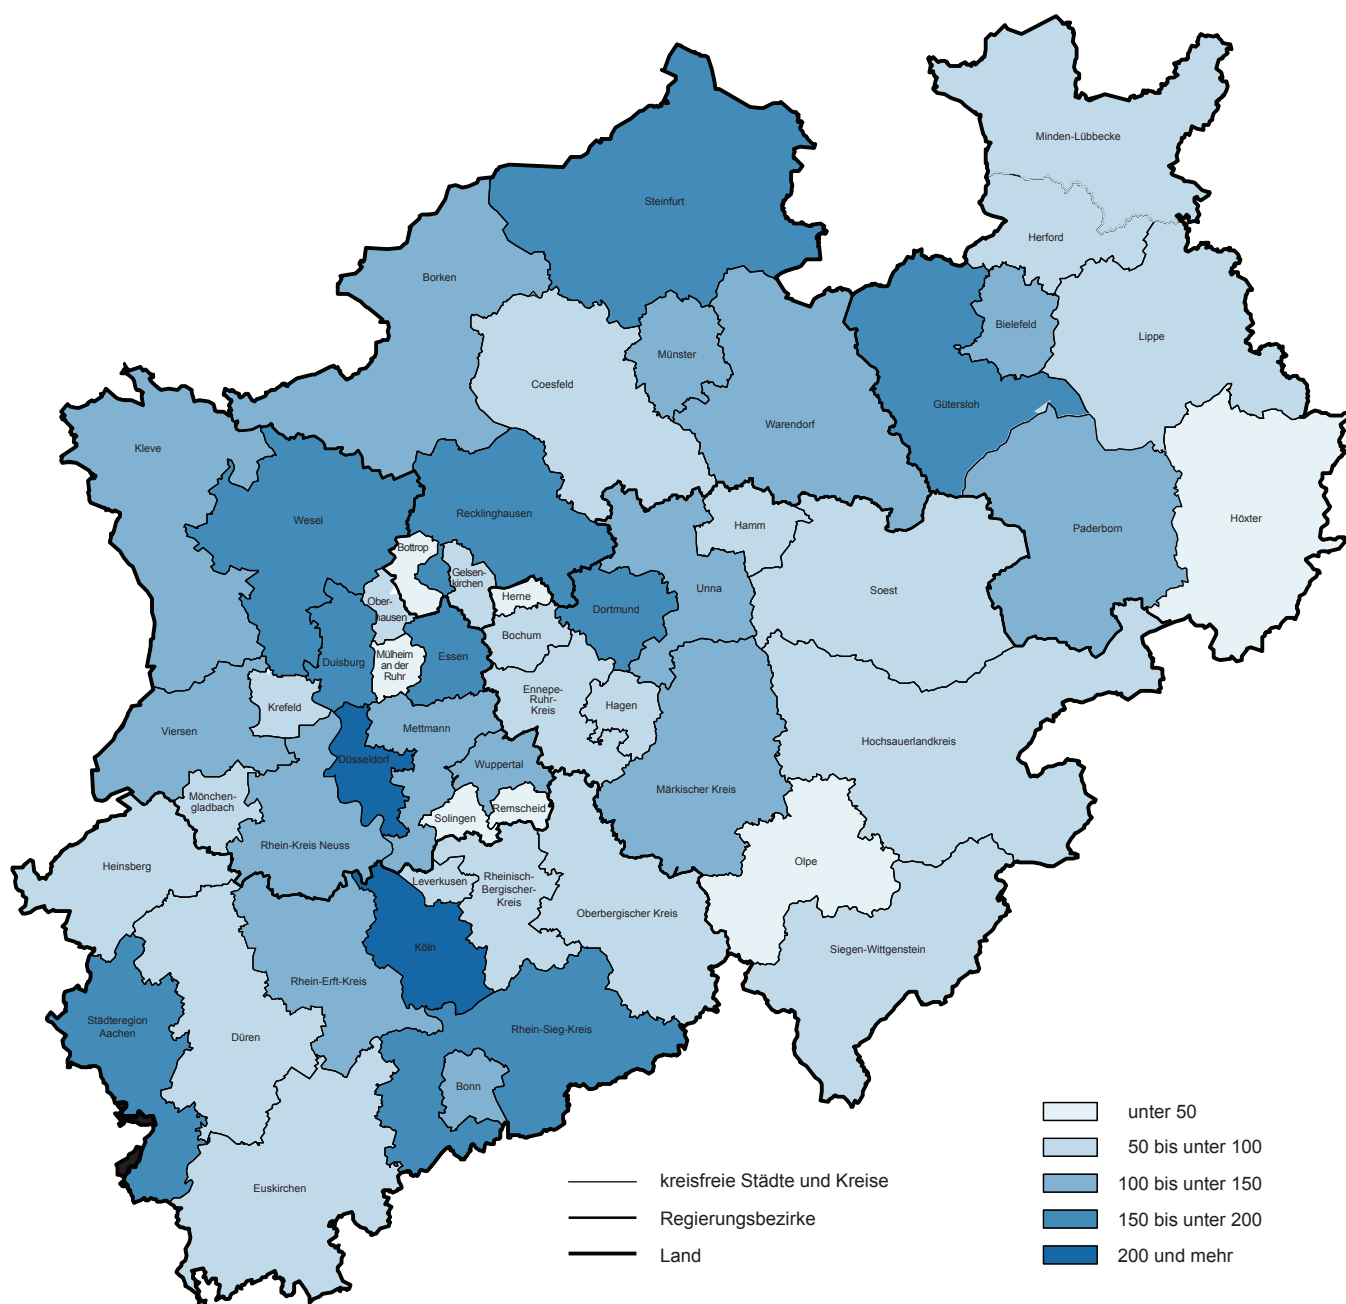 Minden-Lübbecke
Steinfurt
Herford
Borken
Bielefeld
Lippe
Münster
Coesfeld
Gütersloh
Warendorf
Kleve
Wesel
Recklinghausen
Hamm
Höxter
Paderborn
Bottrop
Gelsen-
kirchen
Unna
Soest
Herne
Ober-
hausen
Dortmund
Bochum
Duisburg
Mülheim
an der
Ruhr
Essen
Ennepe-
Ruhr-
Kreis
Hagen
Krefeld
Viersen
Mettmann
Hochsauerlandkreis
Düsseldorf
Wuppertal
Märkischer Kreis
Mönchen-
gladbach
Remscheid
Solingen
Rhein-Kreis Neuss
Heinsberg
Olpe
Leverkusen
Rheinisch-
Bergischer-
Kreis
Oberbergischer Kreis
Köln
Siegen-Wittgenstein
Rhein-Erft-Kreis
Städteregion
Aachen
Rhein-Sieg-Kreis
Düren
Bonn
Euskirchen
kreisfreie Städte und Kreise
Regierungsbezirke
Land
unter 50
50 bis unter 100
100 bis unter 150
150 bis unter 200
200 und mehr